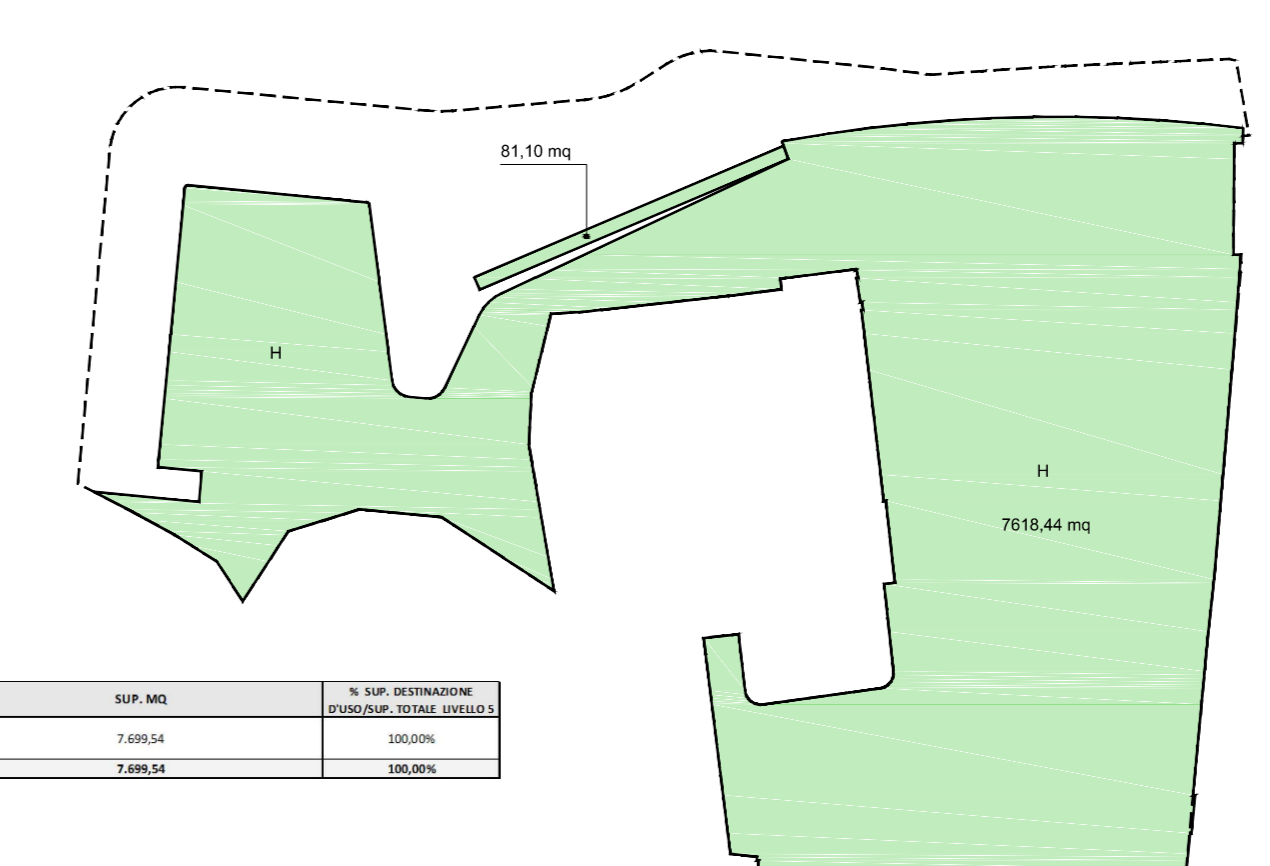 81,10 mq
H
H
7618,44 mq
SUP. MQ
% SUP. DESTINAZIONE
D'USO/SUP. TOTALE LIVELLO 5
7.699,54
100,00%
7.699,54
100,00%